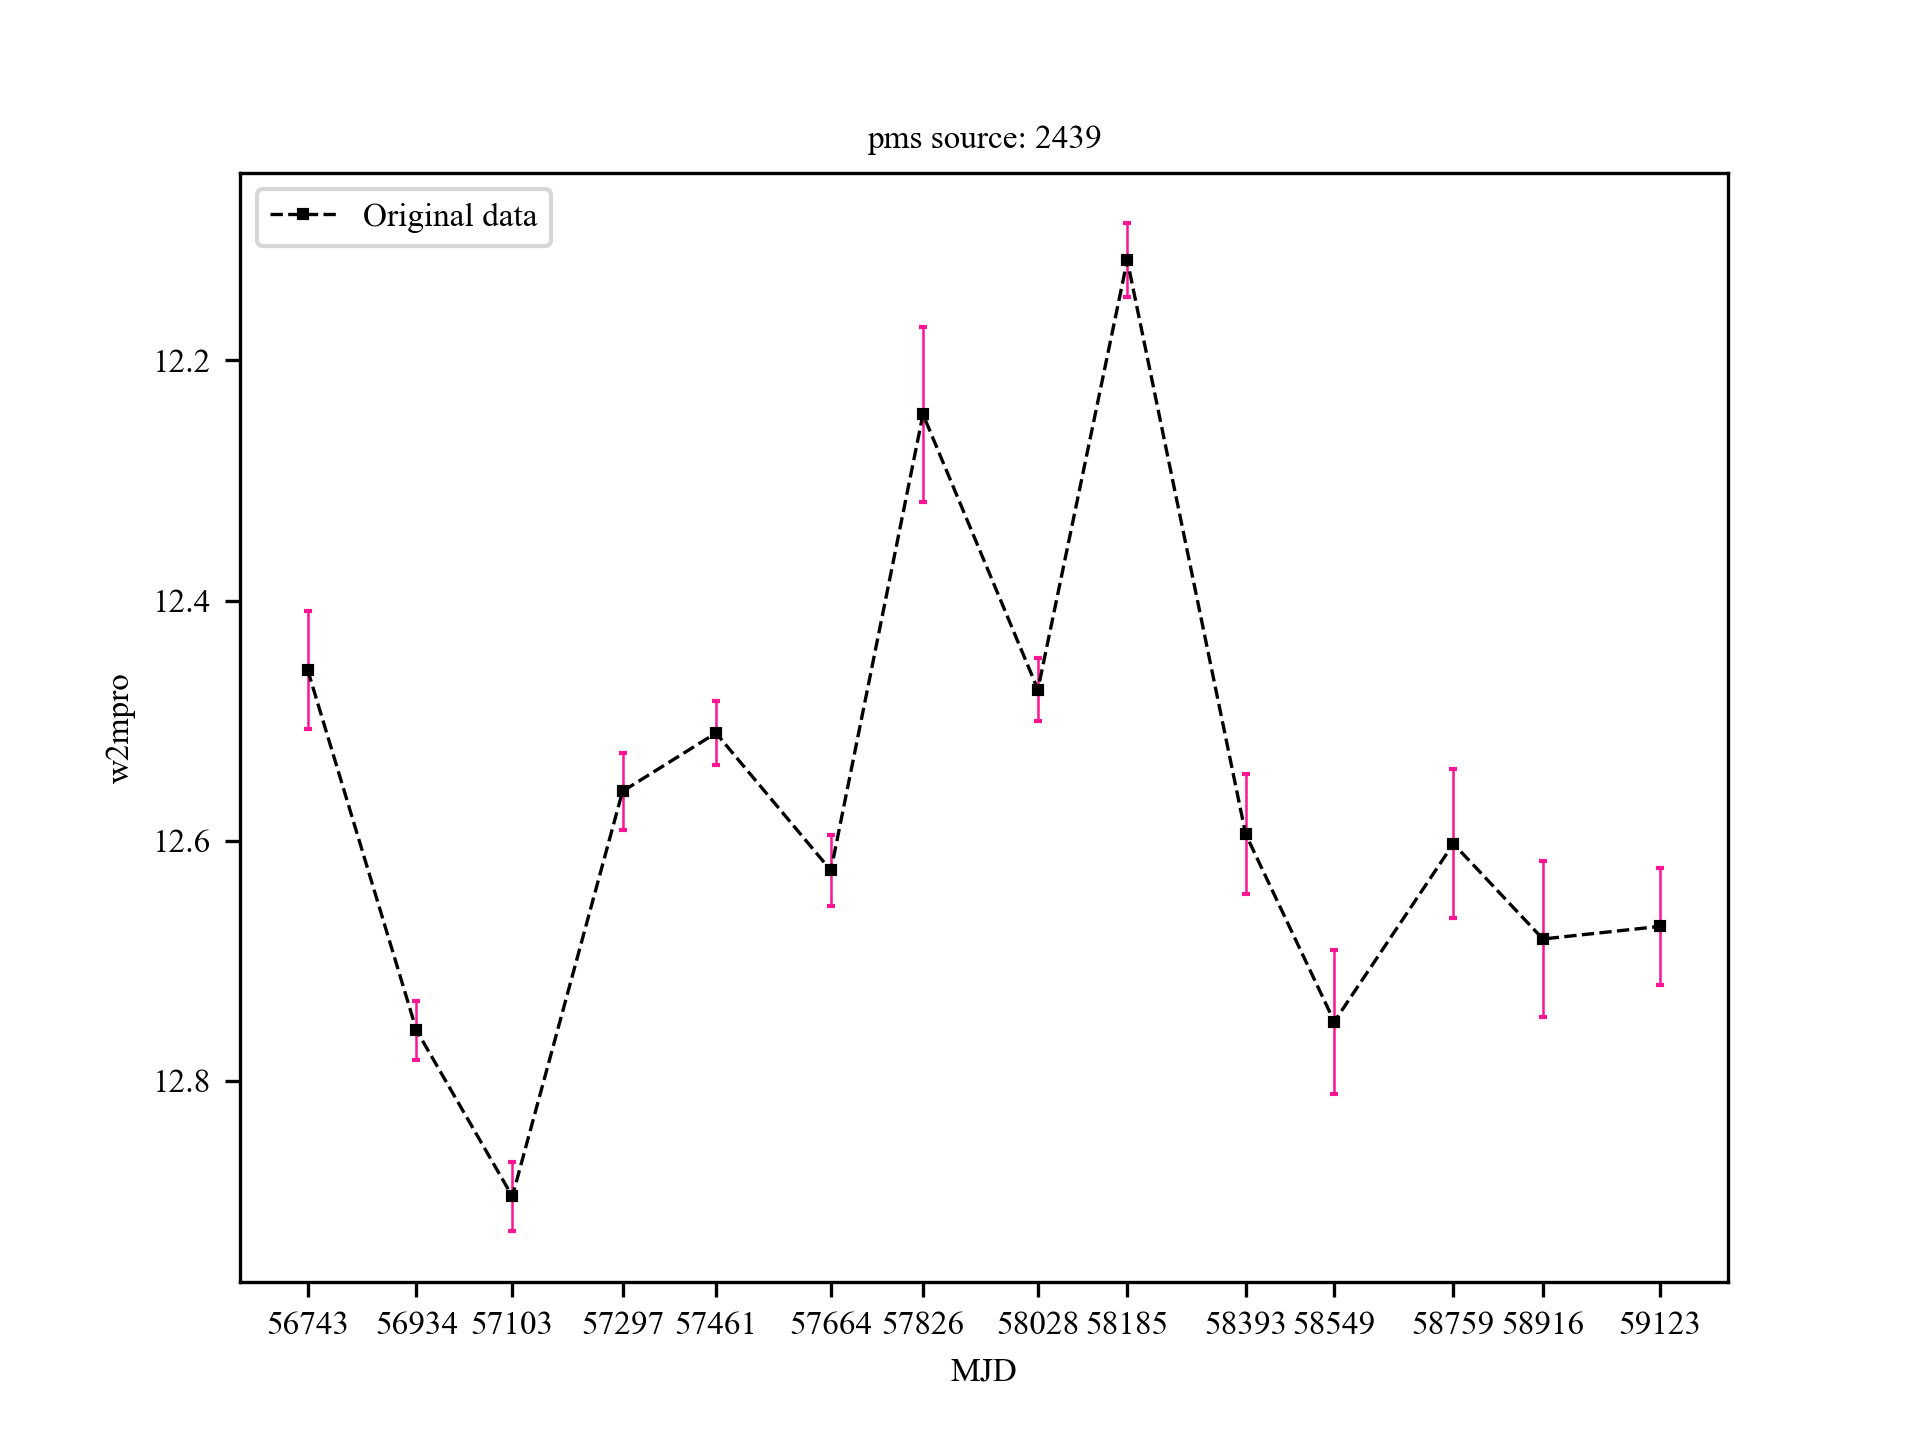 pms source: 2439
Original data
12.2
12.4
12.6
12.8
w2mpro
56743 56934 57103 57297 57461 57664 57826 58028 58185 58393 58549 58759 58916 59123
MJD